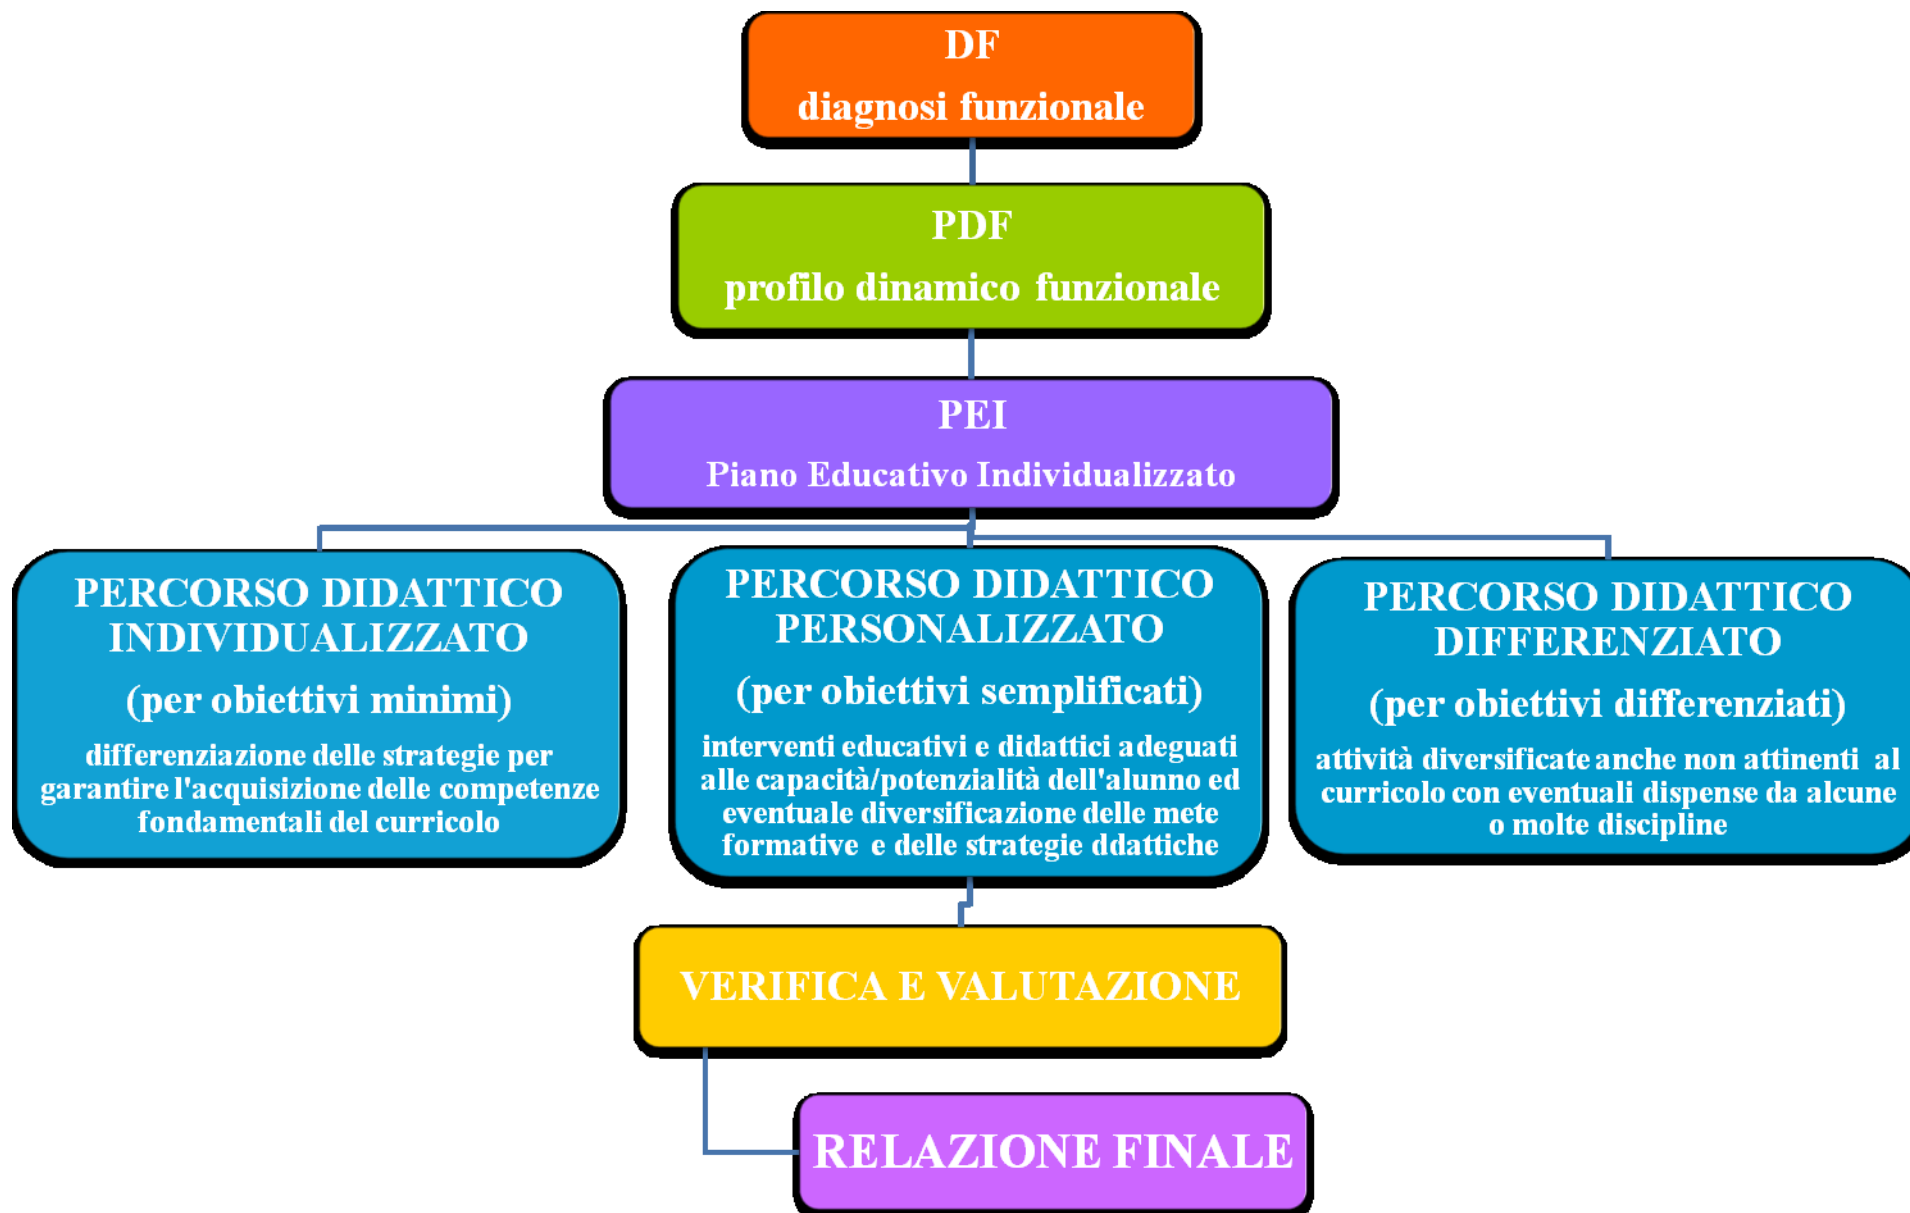 DF
diagnosi funzionale
PDF
profilo dinamico funzionale
PEI
Piano Educativo Individualizzato
PERCORSO DIDATTICO
INDIVIDUALIZZATO
(per obiettivi minimi)
differenziazione delle strategie per
garantire l'acquisizione delle competenze
fondamentali del curricolo
PERCORSO DIDATTICO
PERSONALIZZATO
(per obiettivi semplificati)
interventi educativi e didattici adeguati
alle capacità/potenzialità dell'alunno ed
eventuale diversificazione delle mete
formative e delle strategie ddattiche
PERCORSO DIDATTICO
DIFFERENZIATO
(per obiettivi differenziati)
attività diversificate anche non attinenti al
curricolo con eventuali dispense da alcune
o molte discipline
VERIFICA E VALUTAZIONE
RELAZIONE FINALE